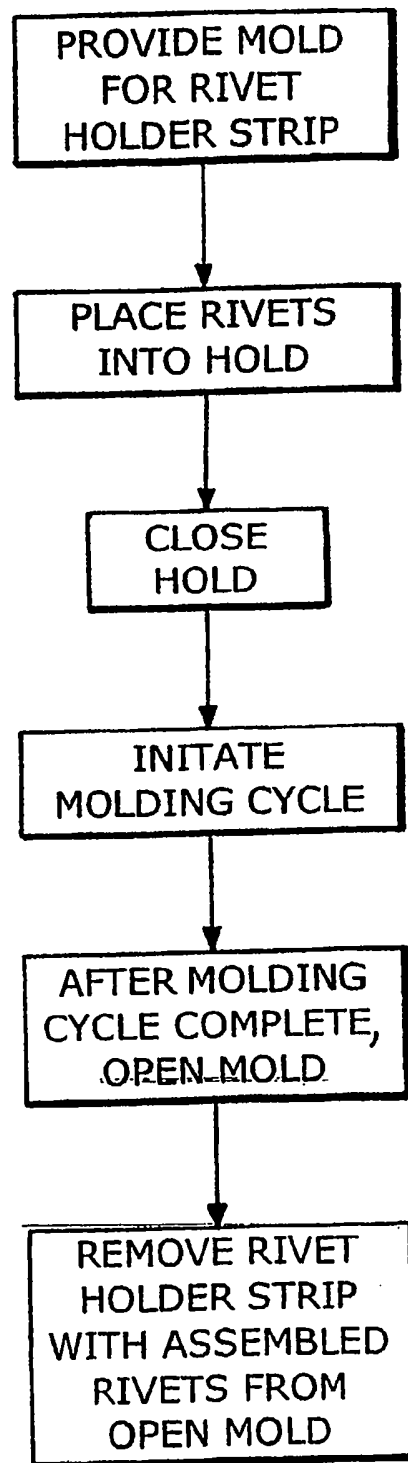 PROVIDE MOLD
FOR RIVET
HOLDER STRIP
PLACE RIVETS
INTO HOLD
CLOSE
HOLD
INITATE
MOLDING CYCLE
AFTER MOLDING
CYCLE COMPLETE,
OPEN MOLD
REMOVE RIVET
HOLDER STRIP
WITH ASSEMBLED
RIVETS FROM
OPEN MOLD